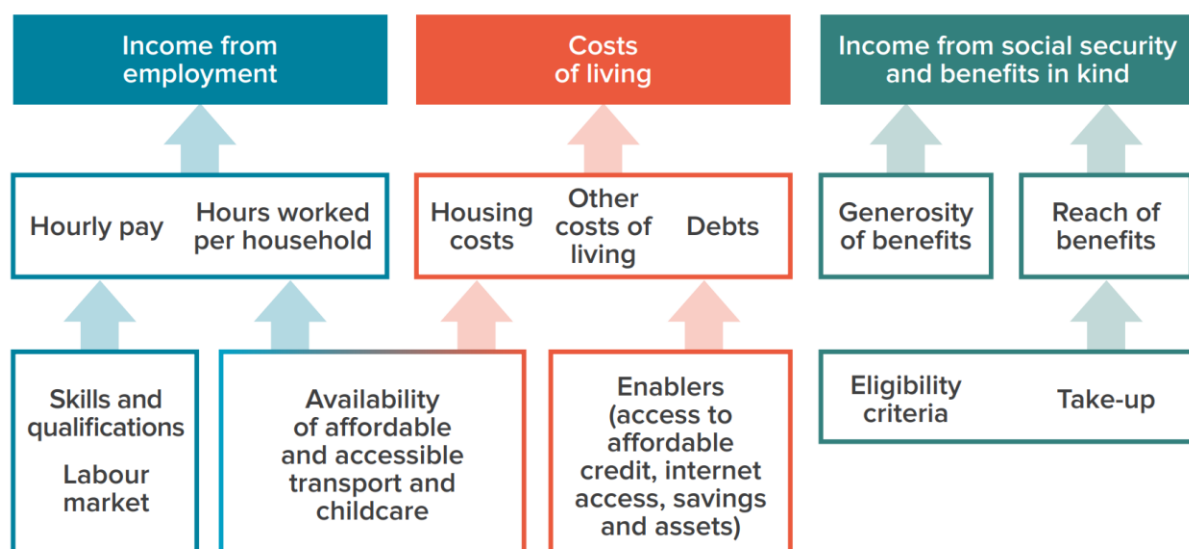 Income from
employment
Costs
of living
Income from social security
and benefits in kind
Hourly pay
Hours worked
per household
Housing
costs
Other
costs of
living
Debts
Generosity
of benefits
Reach of
benefits
Skills and
qualifications
Labour
market
Availability
of affordable
and accessible
transport and
childcare
Enablers
(access to
affordable
credit, internet
access, savings
and assets)
Eligibility
criteria
Take-up